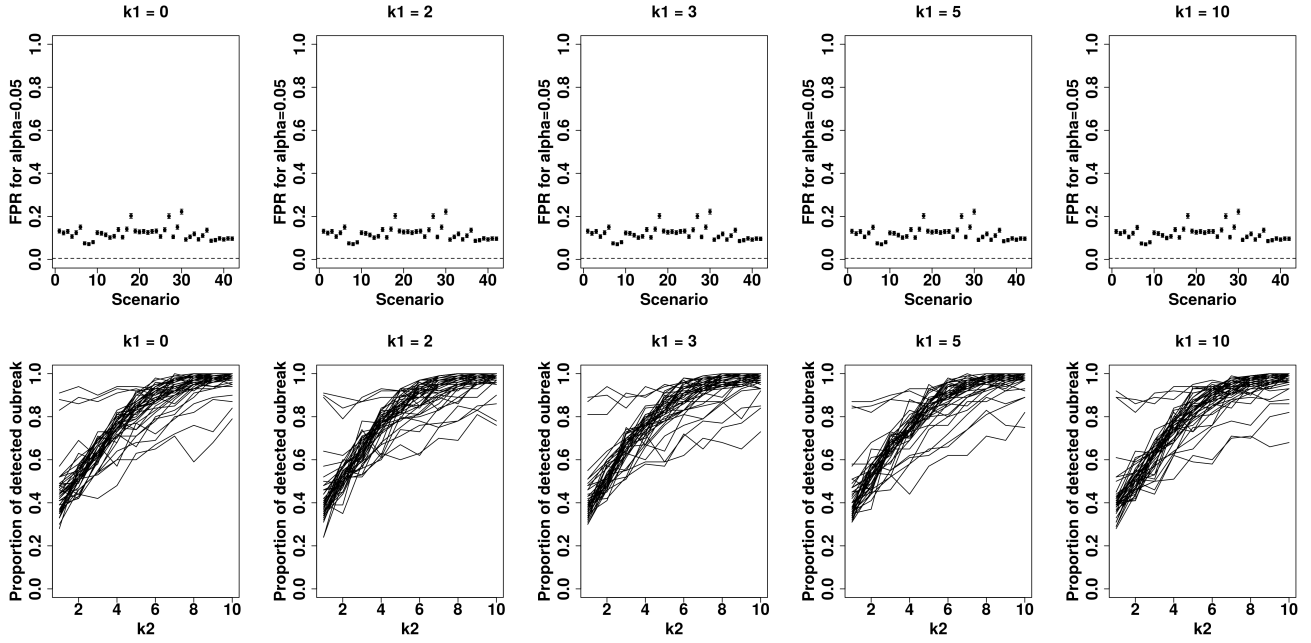 k1 = 0 k1 = 2 k1 = 3 k1 = 5 k1 = 10
FPR for alpha=0.05 FPR for alpha=0.05 FPR for alpha=0.05 FPR for alpha=0.05 FPR for alpha=0.05
1.0 1.0 1.0 1.0 1.0
0.8 0.8 0.8 0.8 0.8
0.6 0.6 0.6 0.6 0.6
0.4 0.4 0.4 0.4 0.4
0.2 0.2 0.2 0.2 0.2
0.0 0.0 0.0 0.0 0.0
0 10 20 30 40 0 10 20 30 40 0 10 20 30 40 0 10 20 30 40 0 10 20 30 40
Scenario Scenario Scenario Scenario Scenario
k1 = 0 k1 = 2 k1 = 3 k1 = 5 k1 = 10
Proportion of detected oubreak Proportion of detected oubreak Proportion of detected oubreak Proportion of detected oubreak Proportion of detected oubreak
1.0 1.0 1.0 1.0 1.0
0.8 0.8 0.8 0.8 0.8
0.6 0.6 0.6 0.6 0.6
0.4 0.4 0.4 0.4 0.4
0.2 0.2 0.2 0.2 0.2
0.0 0.0 0.0 0.0 0.0
2 4 6 8 10 2 4 6 8 10 2 4 6 8 10 2 4 6 8 10 2 4 6 8 10
k2 k2 k2 k2 k2